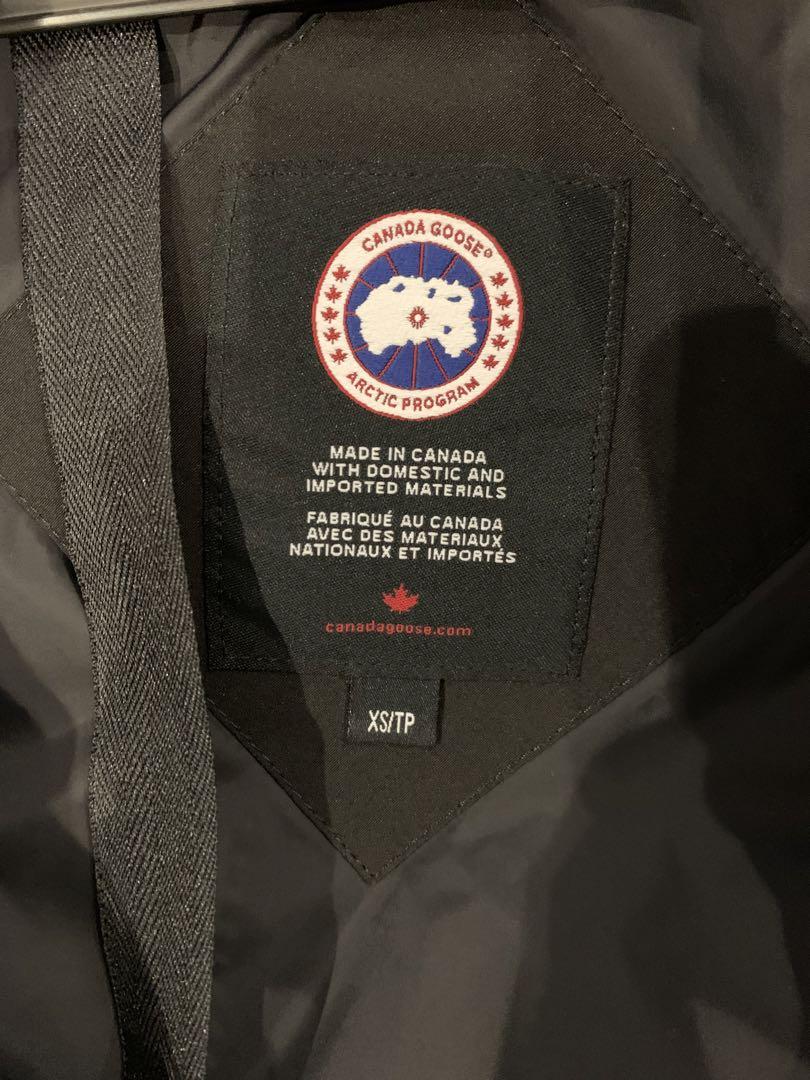 CANADA GOOSE®
ARCTIC PROGRAM
MADE IN CANADA
WITH DOMESTIC AND
IMPORTED MATERIALS
FABRIQUÉ AU CANADA
AVEC DES MATERIAUX
NATIONAUX ET IMPORTÉS
canadagoose.com
XS/TP